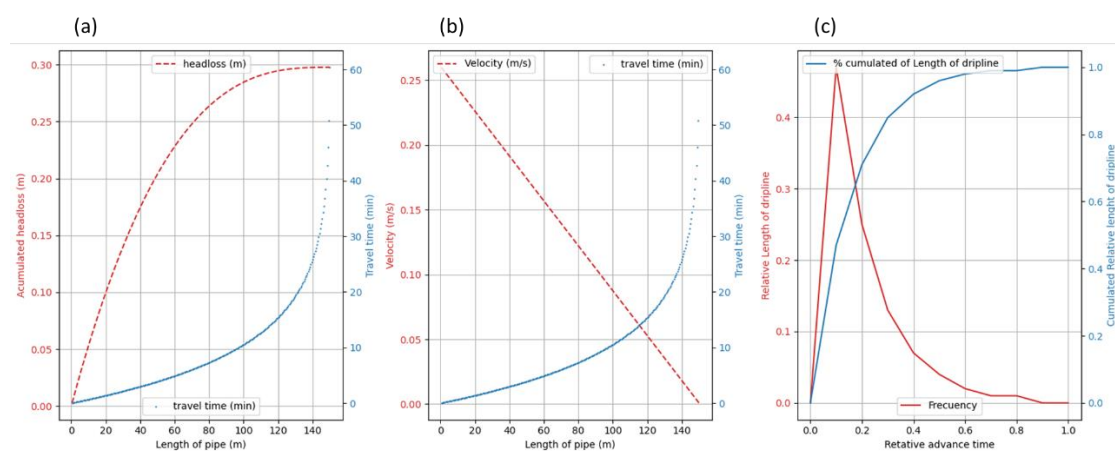 (a)
(b)
(c)
headloss (m)
travel time (min)
Acumulated headloss (m)
0.30
0.25
0.20
0.15
0.10
0.05
0.00
0 20 40 60 80 100 120 140
Length of pipe (m)
60
50
40
30
20
10
0
Travel time (min)
Velocity (m/s)
travel time (min)
Velocity (m/s)
0.25
0.20
0.15
0.10
0.05
0.00
0 20 40 60 80 100 120 140
Length of pipe (m)
60
50
40
30
20
10
0
Travel time (min)
% cumulated of Length of dripline
Frecuency
Relative Length of dripline
0.4
0.3
0.2
0.1
0.0
0.0 0.2 0.4 0.6 0.8 1.0
Retative advance time
1.0
0.8
0.6
0.4
0.2
0.0
Cumulated Relative lenght of dripline